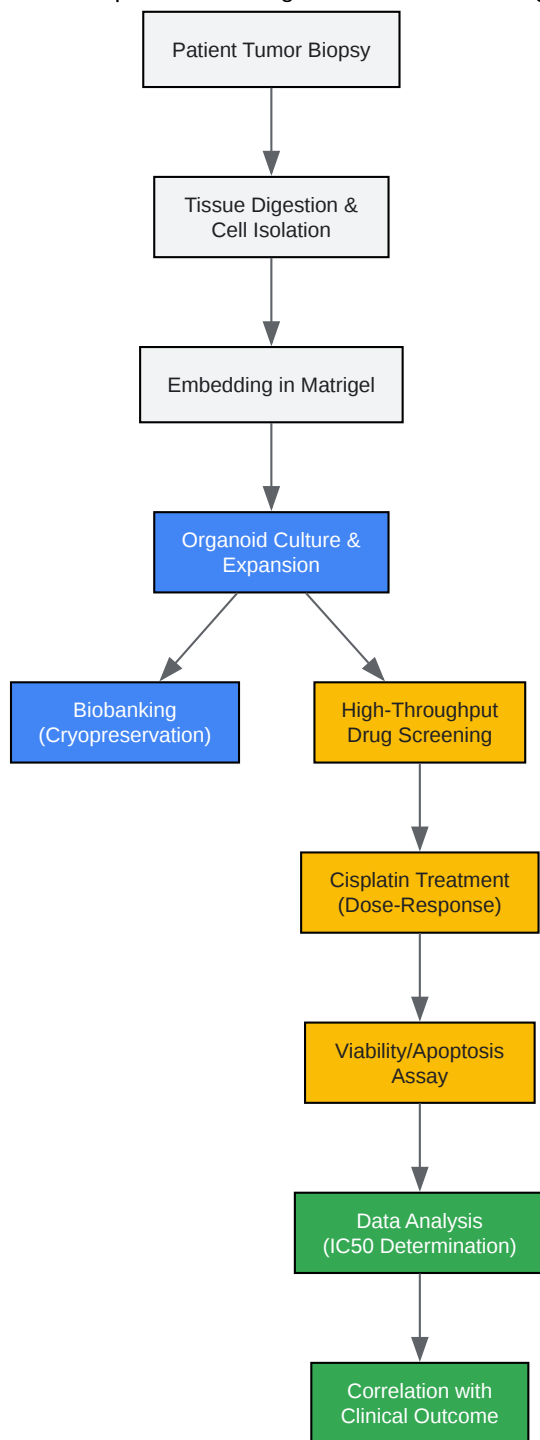 Patient Tumor Biopsy
Tissue Digestion &
Cell Isolation
Embedding in Matrigel
Organoid Culture &
Expansion
Biobanking
(Cryopreservation)
High-Throughput
Drug Screening
Cisplatin Treatment
(Dose-Response)
Viability/Apoptosis
Assay
Data Analysis
(IC50 Determination)
Correlation with
Clinical Outcome